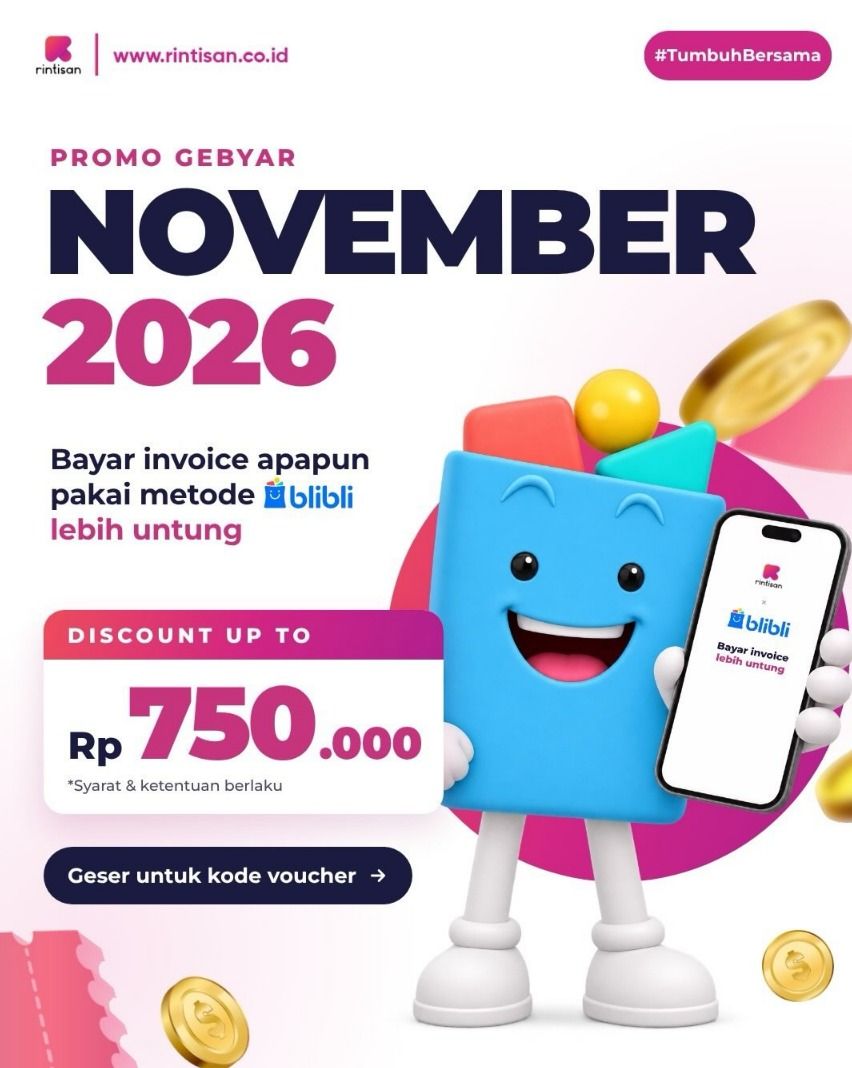 rintisan
www.rintisan.co.id
#TumbuhBersama
PROMO GEBYAR
NOVEMBER
2026
Bayar invoice apapun
pakai metode blibli
lebih untung
DISCOUNT UP TO
Rp 750.000
*Syarat & ketentuan berlaku
Geser untuk kode voucher →
rintisan
×
blibli
Bayar invoice
lebih untung